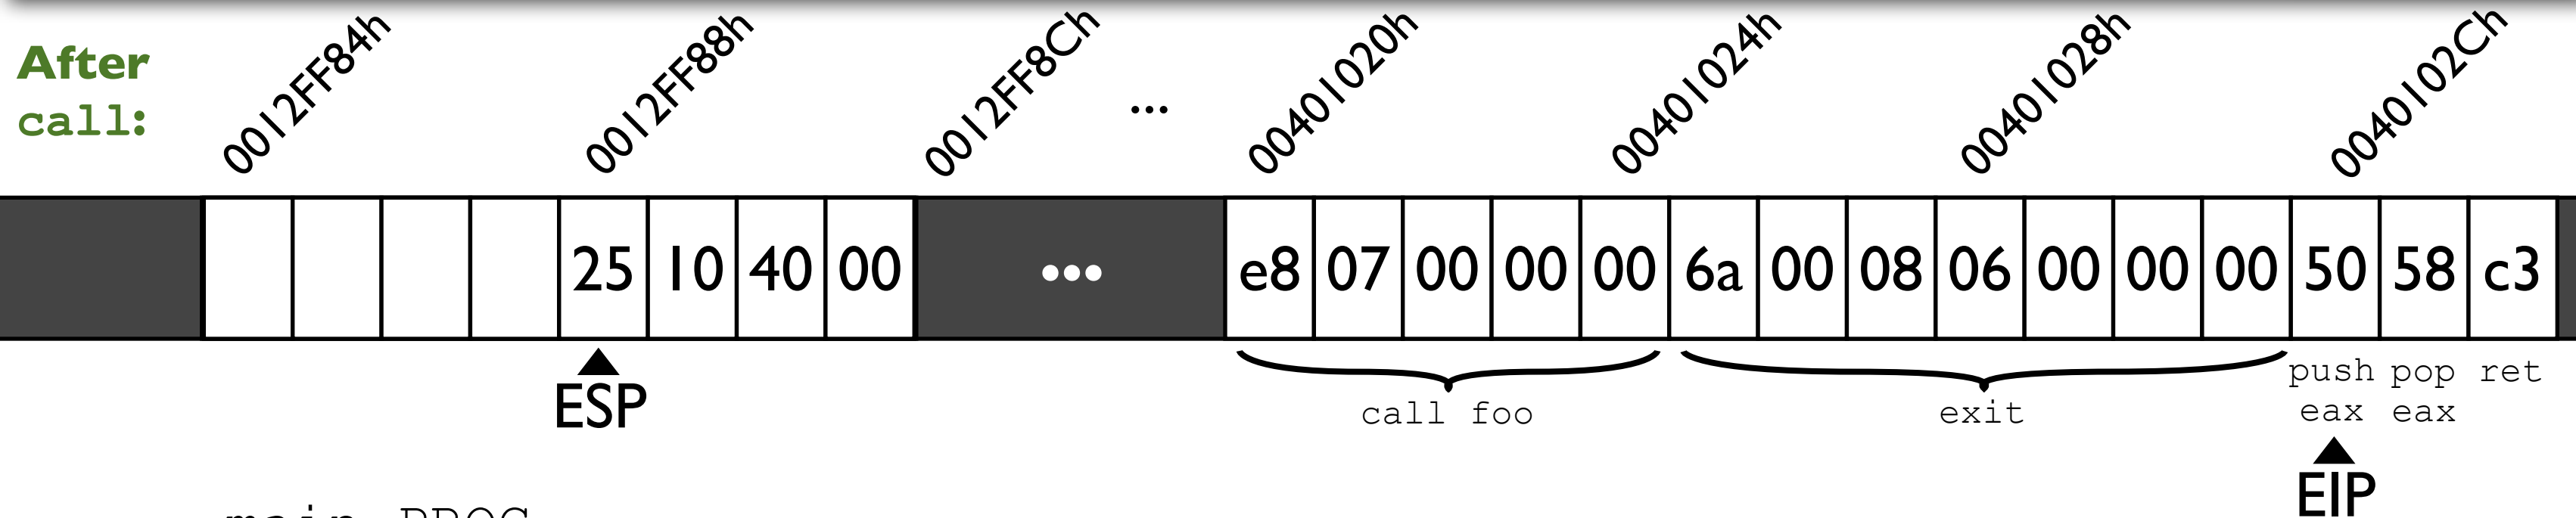 After
call:
0012FF84h
0012FF88h
0012FF8Ch
...
00401020h
00401024h
00401028h
0040102Ch
25 10 40 00 ... e8 07 00 00 00 6a 00 08 06 00 00 00 50 58 c3
ESP
call foo
exit
push pop ret
eax eax
EIP
main PROC